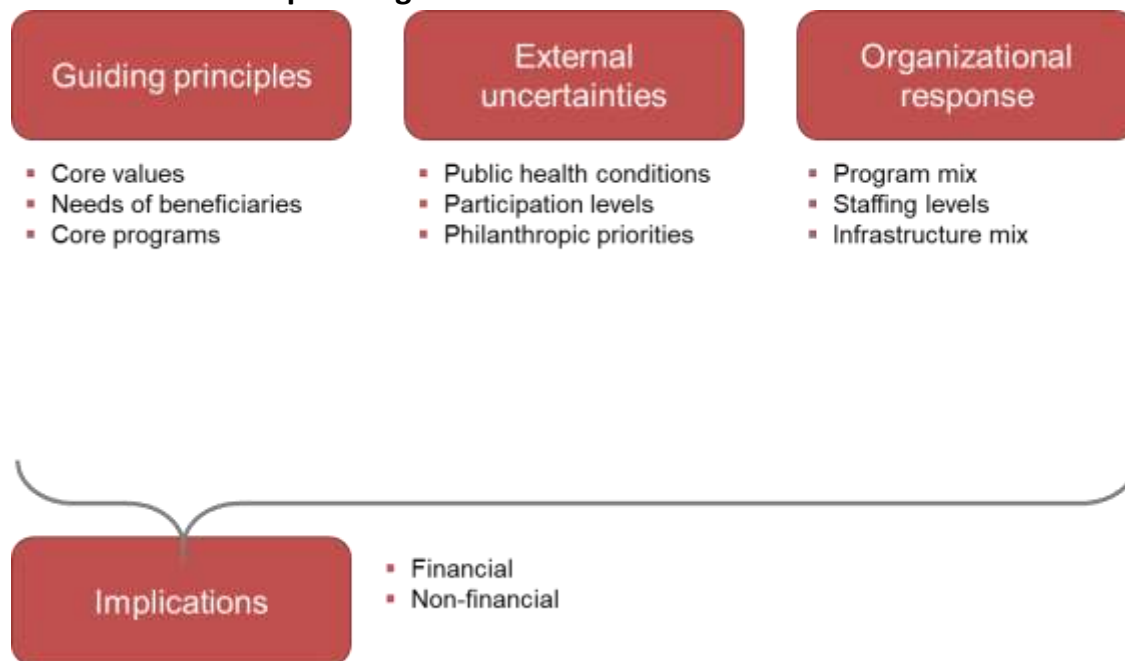 Guiding principles
External
uncertainties
Organizational
response
▪ Core values
▪ Needs of beneficiaries
▪ Core programs
▪ Public health conditions
▪ Participation levels
▪ Philanthropic priorities
▪ Program mix
▪ Staffing levels
▪ Infrastructure mix
Implications
▪ Financial
▪ Non-financial